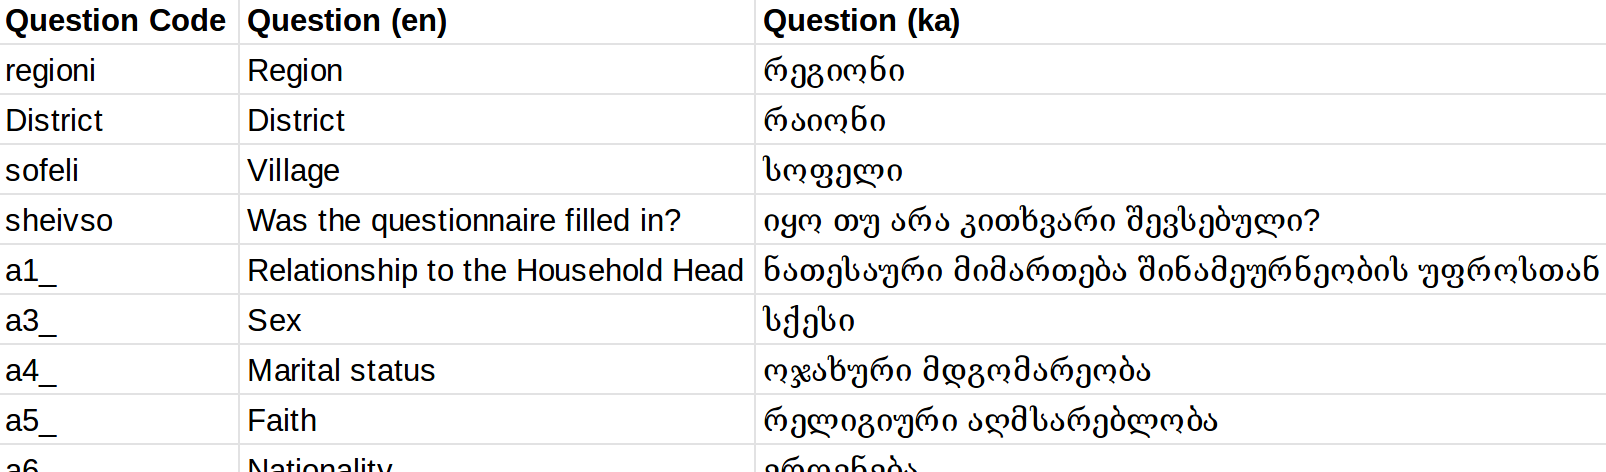 Question Code Question (en) Question (ka)
regioni Region რეგიონი
District District რაიონი
sofeli Village სოფელი
sheivso Was the questionnaire filled in? იყო თუ არა კითხვარი შევსებული?
a1_ Relationship to the Household Head ნათესაური მიმართება შინამეურნეობის უფროსთან
a3_ Sex სქესი
a4_ Marital status ოჯახური მდგომარეობა
a5_ Faith რელიგიური აღმსარებლობა
a6 Nationality ეროვნება